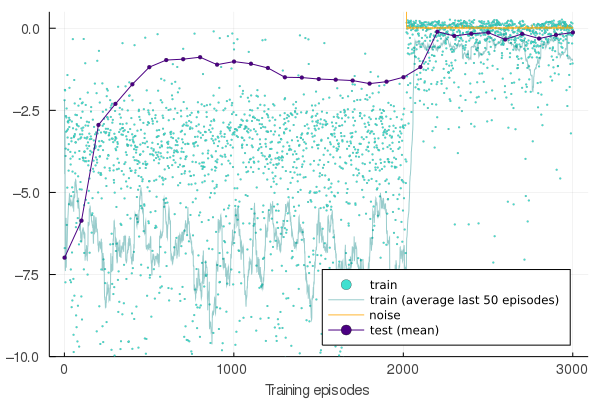 0.0
−2.5
−5.0
−7.5
−10.0
0
1000
2000
3000
Training episodes
train
train (average last 50 episodes)
noise
test (mean)